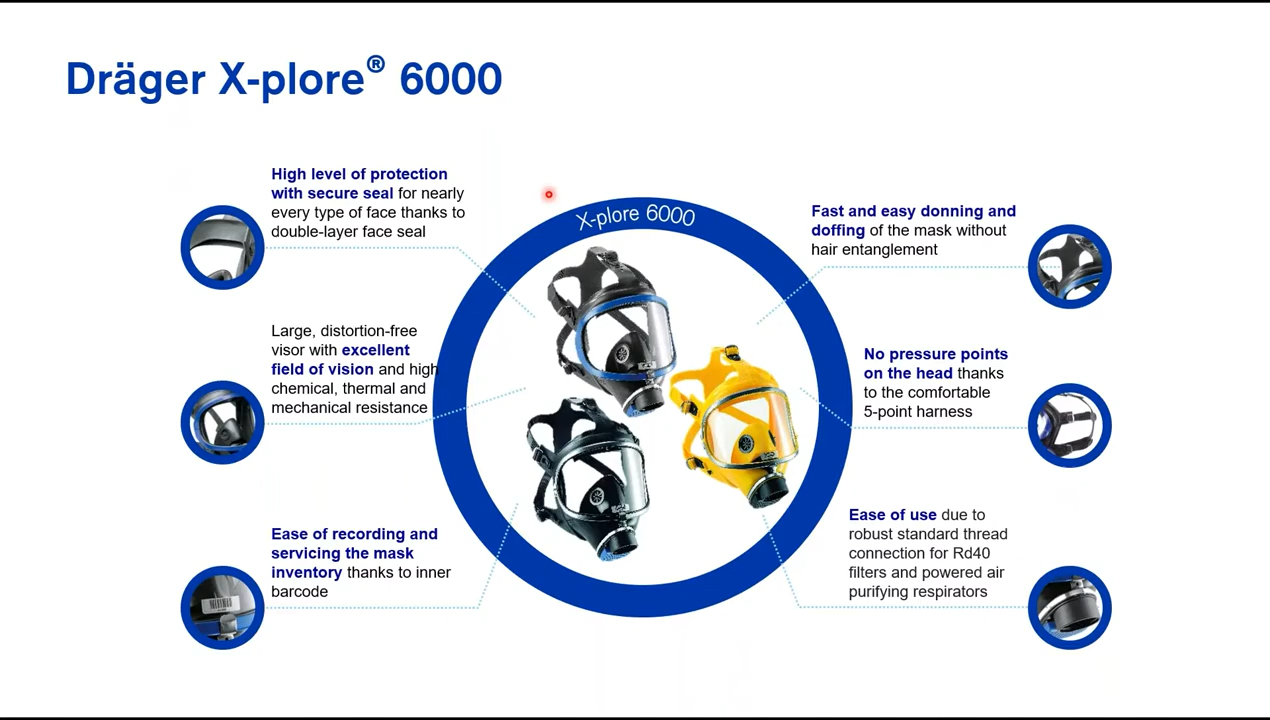 Dräger X-plore® 6000
High level of protection
with secure seal for nearly
every type of face thanks to
double-layer face seal
Large, distortion-free
visor with excellent
field of vision and high
chemical, thermal and
mechanical resistance
Ease of recording and
servicing the mask
inventory thanks to inner
barcode
X-plore 6000
Fast and easy donning and
doffing of the mask without
hair entanglement
No pressure points
on the head thanks
to the comfortable
5-point harness
Ease of use due to
robust standard thread
connection for Rd40
filters and powered air
purifying respirators